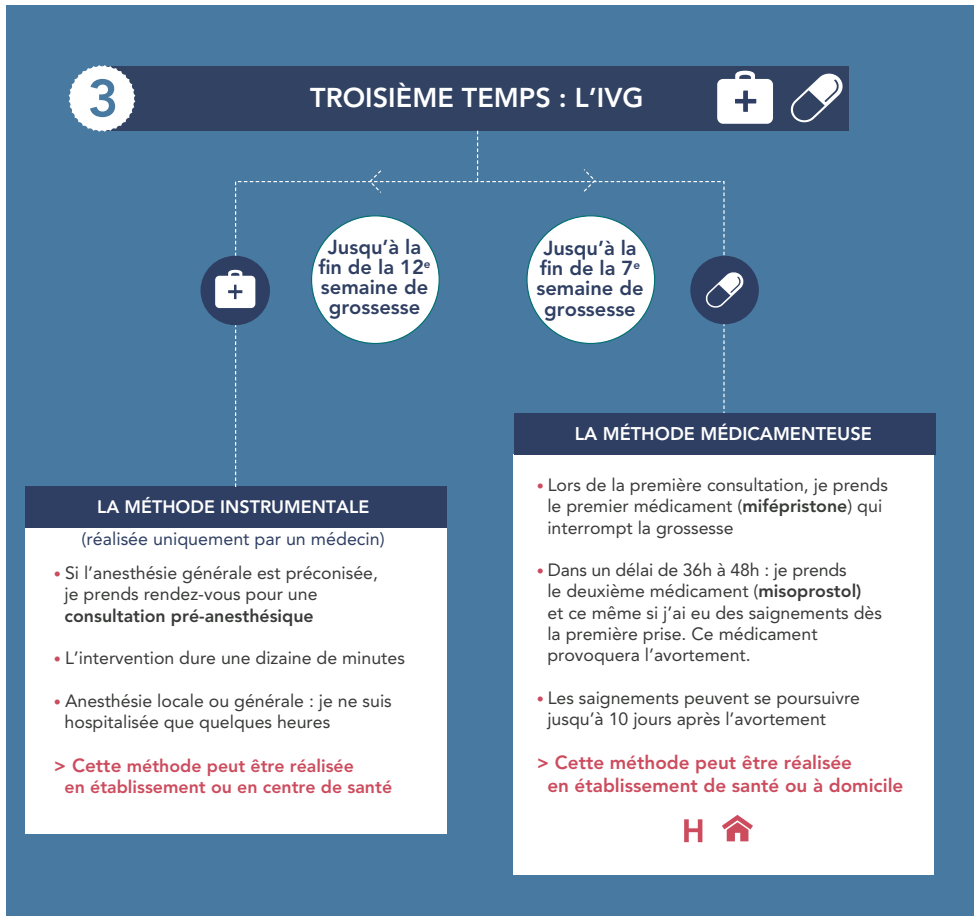 3
TROISIÈME TEMPS : L'IVG
Jusqu'à la
fin de la 12e
semaine de
grossesse
Jusqu'à la
fin de la 7e
semaine de
grossesse
LA MÉTHODE INSTRUMENTALE
(réalisée uniquement par un médecin)
• Si l'anesthésie générale est préconisée,
je prends rendez-vous pour une
consultation pré-anesthésique
• L'intervention dure une dizaine de minutes
• Anesthésie locale ou générale : je ne suis
hospitalisée que quelques heures
> Cette méthode peut être réalisée
en établissement ou en centre de santé
LA MÉTHODE MÉDICAMENTEUSE
• Lors de la première consultation, je prends
le premier médicament (mifépristone) qui
interrompt la grossesse
• Dans un délai de 36h à 48h : je prends
le deuxième médicament (misoprostol)
et ce même si j'ai eu des saignements dès
la première prise. Ce médicament
provoquera l'avortement.
• Les saignements peuvent se poursuivre
jusqu'à 10 jours après l'avortement
> Cette méthode peut être réalisée
en établissement de santé ou à domicile
H